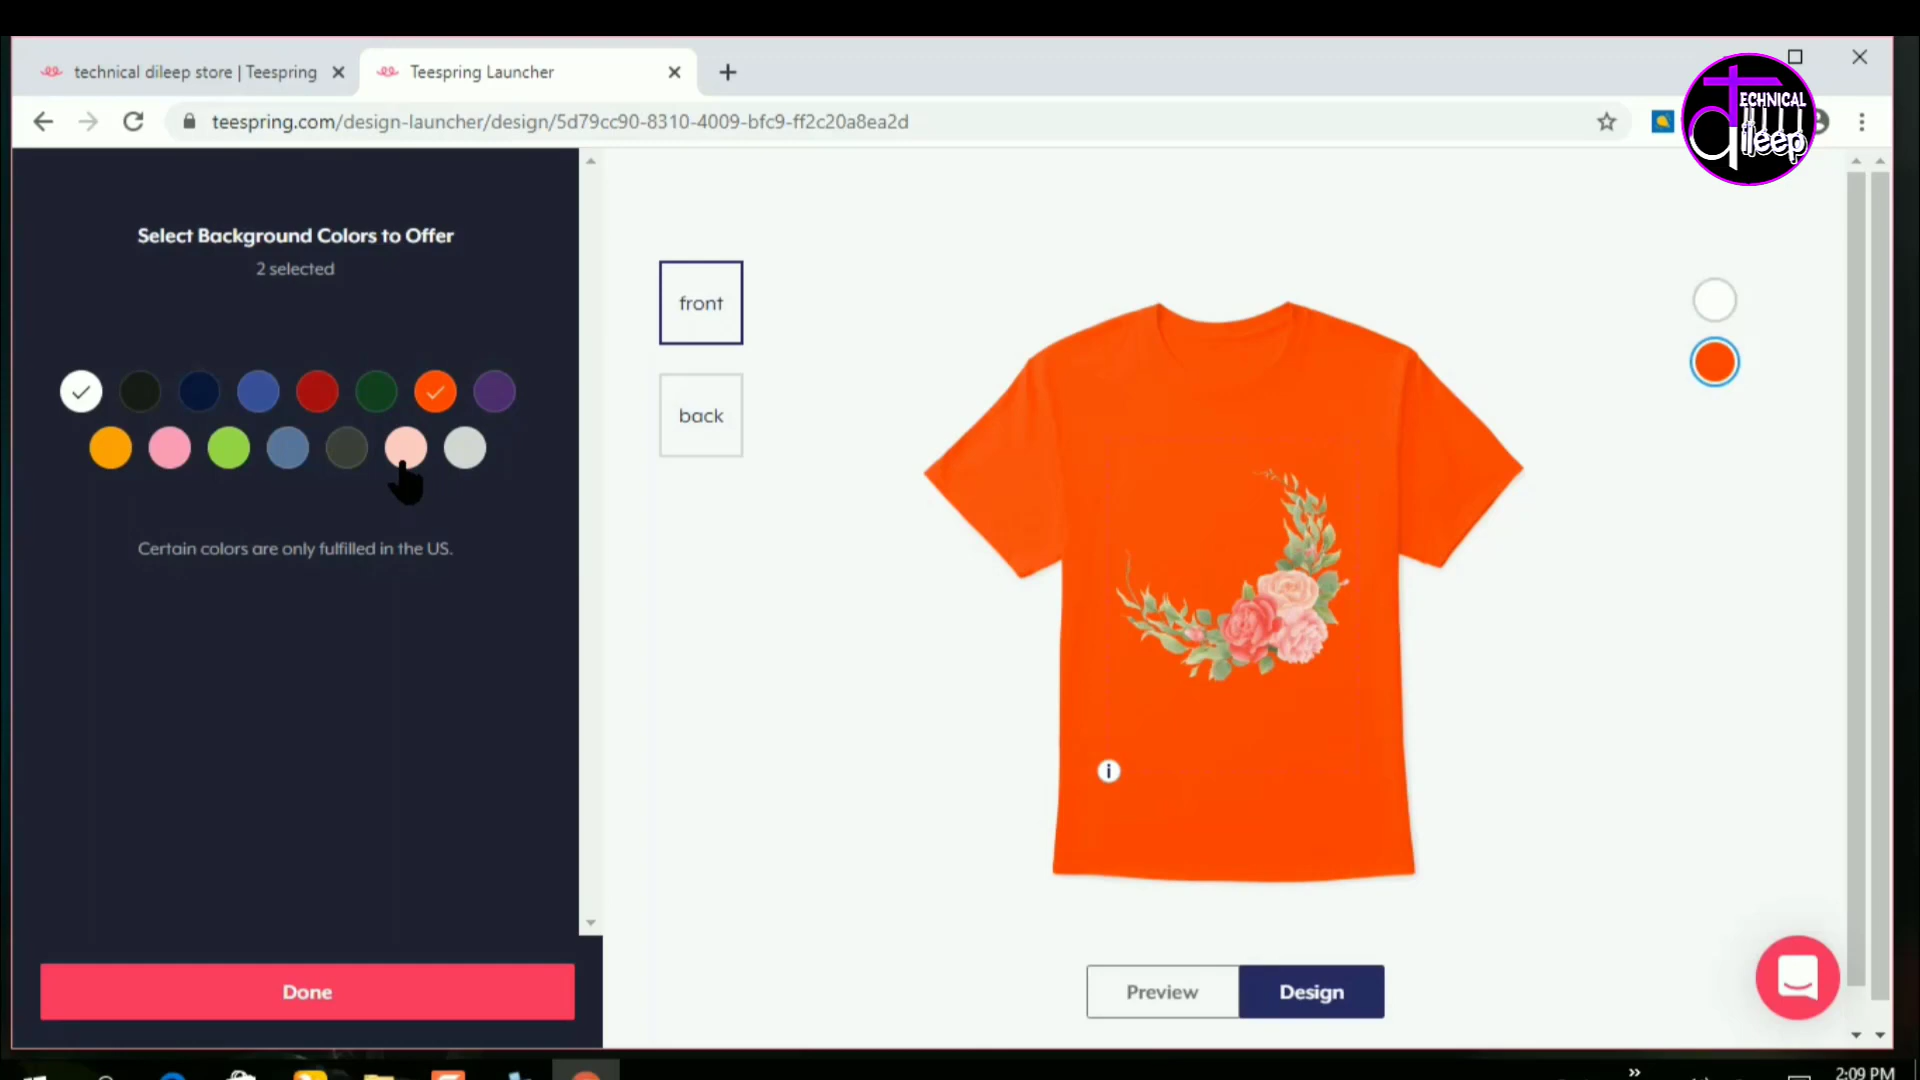 technical dileep store | Teespring
Teespring Launcher
teespring.com/design-launcher/design/5d79cc90-8310-4009-bfc9-ff2c20a8ea2d
TECHNICAL
dileep
Select Background Colors to Offer
2 selected
front
back
Certain colors are only fulfilled in the US.
i
Done
Preview
Design
2:09 PM